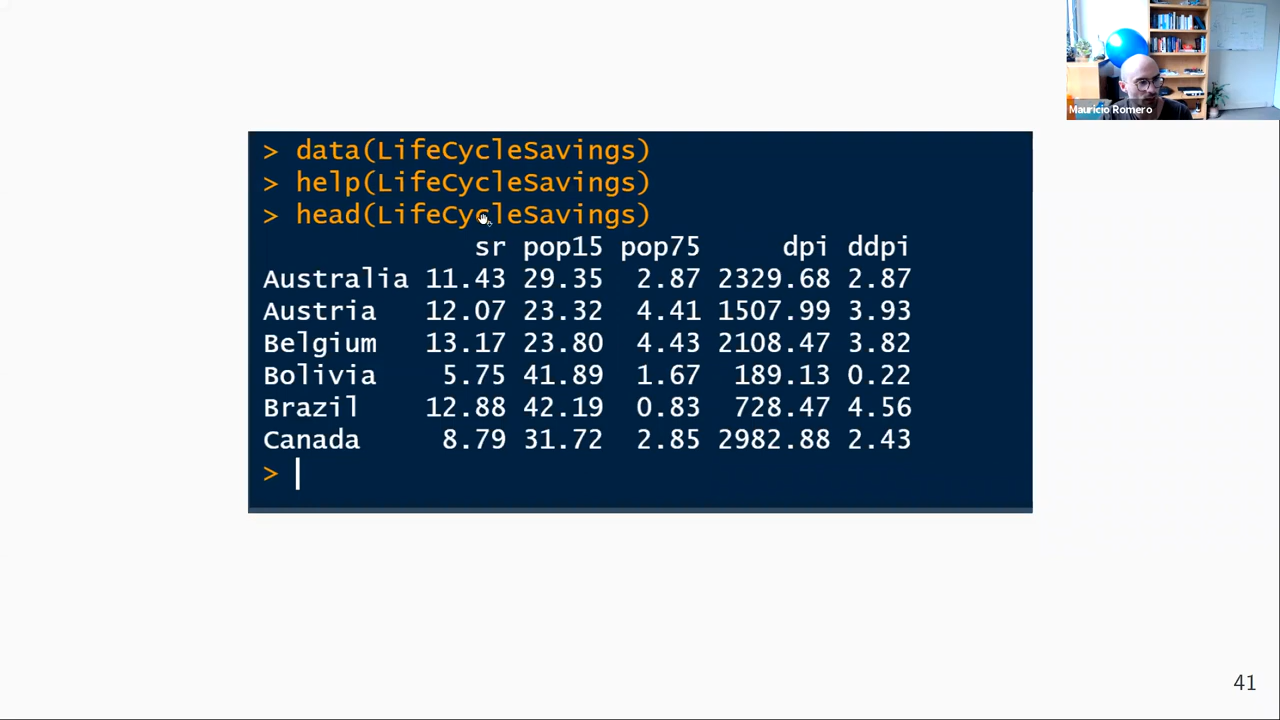 Mauricio Romero
> data(LifeCycleSavings)
> help(LifeCycleSavings)
> head(LifeCycleSavings)
sr pop15 pop75 dpi ddpi
Australia 11.43 29.35 2.87 2329.68 2.87
Austria 12.07 23.32 4.41 1507.99 3.93
Belgium 13.17 23.80 4.43 2108.47 3.82
Bolivia 5.75 41.89 1.67 189.13 0.22
Brazil 12.88 42.19 0.83 728.47 4.56
Canada 8.79 31.72 2.85 2982.88 2.43
>
41